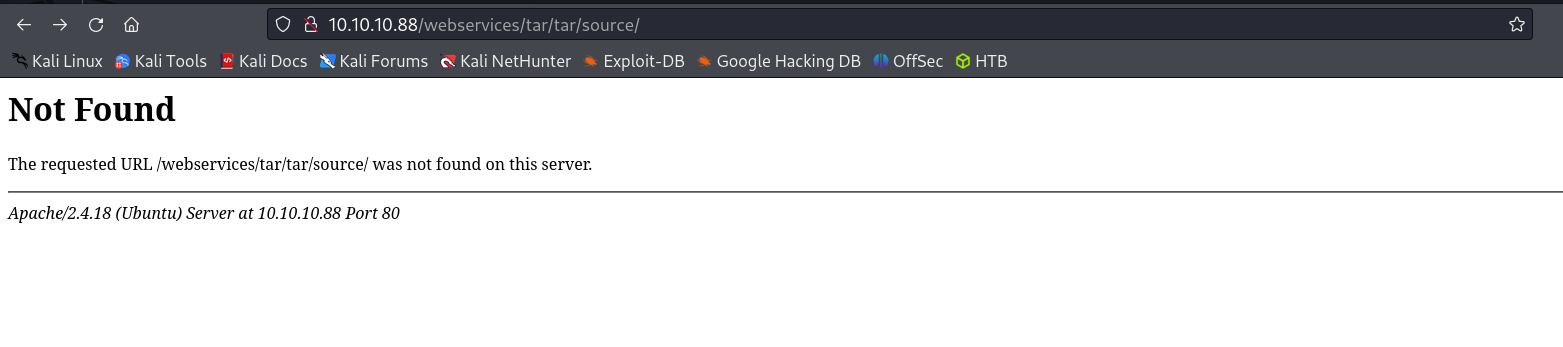 10.10.10.88/webservices/tar/tar/source/
Kali Linux Kali Tools Kali Docs Kali Forums Kali NetHunter Exploit-DB Google Hacking DB OffSec HTB
Not Found
The requested URL /webservices/tar/tar/source/ was not found on this server.
Apache/2.4.18 (Ubuntu) Server at 10.10.10.88 Port 80